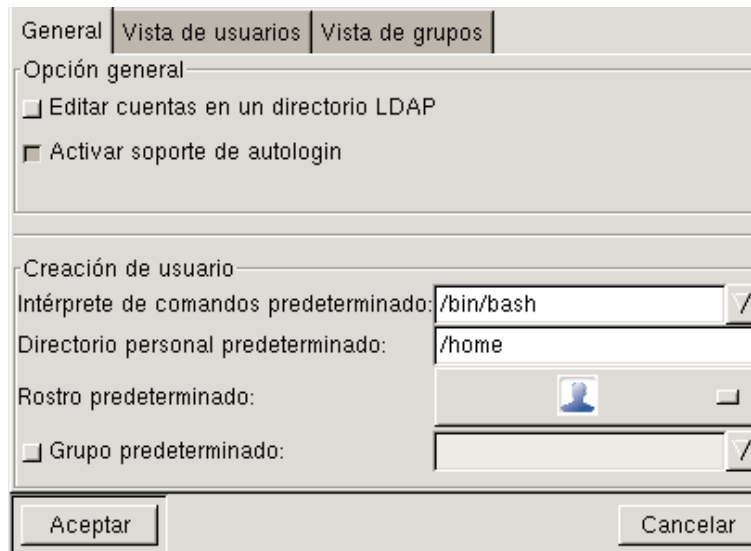 General Vista de usuarios Vista de grupos
Opción general
Editar cuentas en un directorio LDAP
Activar soporte de autologin
Creación de usuario
Intérprete de comandos predeterminado: /bin/bash
Directorio personal predeterminado: /home
Rostro predeterminado:
Grupo predeterminado:
Aceptar Cancelar